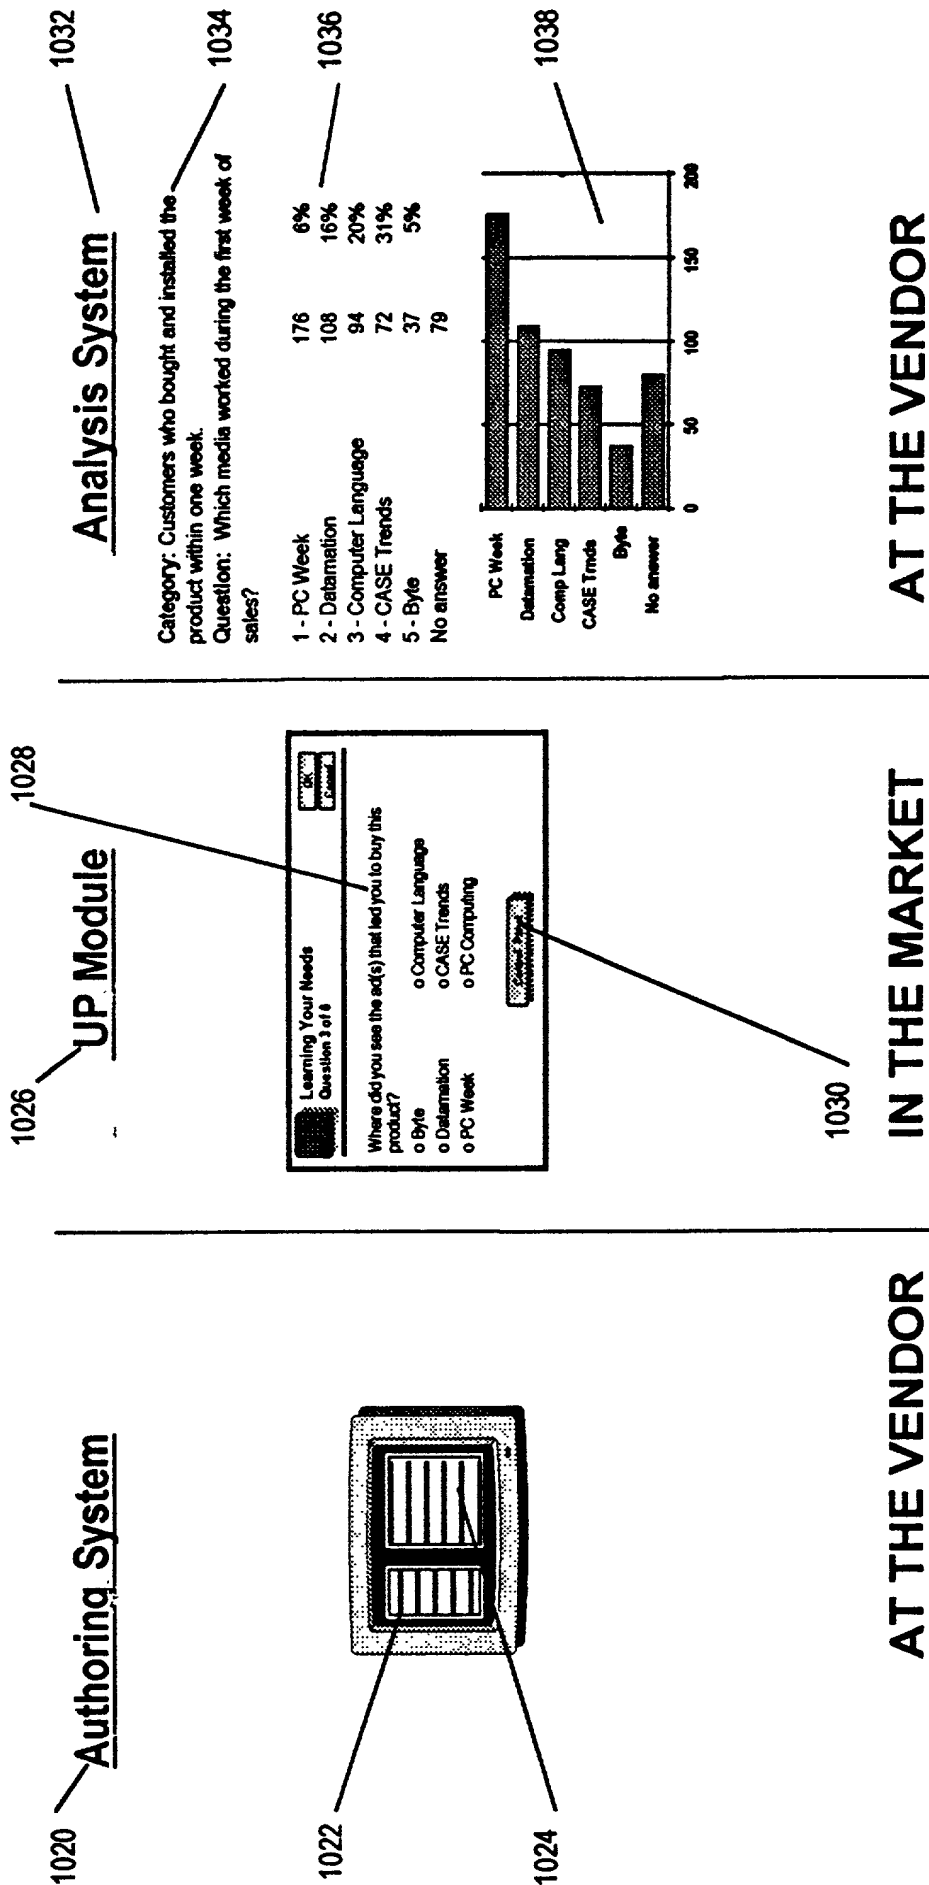 1020
Authoring System
1022
1024
AT THE VENDOR
1026
UP Module
1028
Learning Your Needs
Question 3 of 6
OK
Cancel
Where did you see the ad(s) that led you to buy this
product?
o Byte
o Computer Language
o Datamation
o CASE Trends
o PC Week
o PC Computing
1030
IN THE MARKET
1032
Analysis System
1034
Category: Customers who bought and installed the
product within one week.
Question: Which media worked during the first week of
sales?
1036
1 - PC Week 176 6%
2 - Datamation 108 16%
3 - Computer Language 94 20%
4 - CASE Trends 72 31%
5 - Byte 37 5%
No answer 79
1038
PC Week
Datamation
Comp Lang
CASE Trnds
Byte
No answer
0 50 100 150 200
AT THE VENDOR